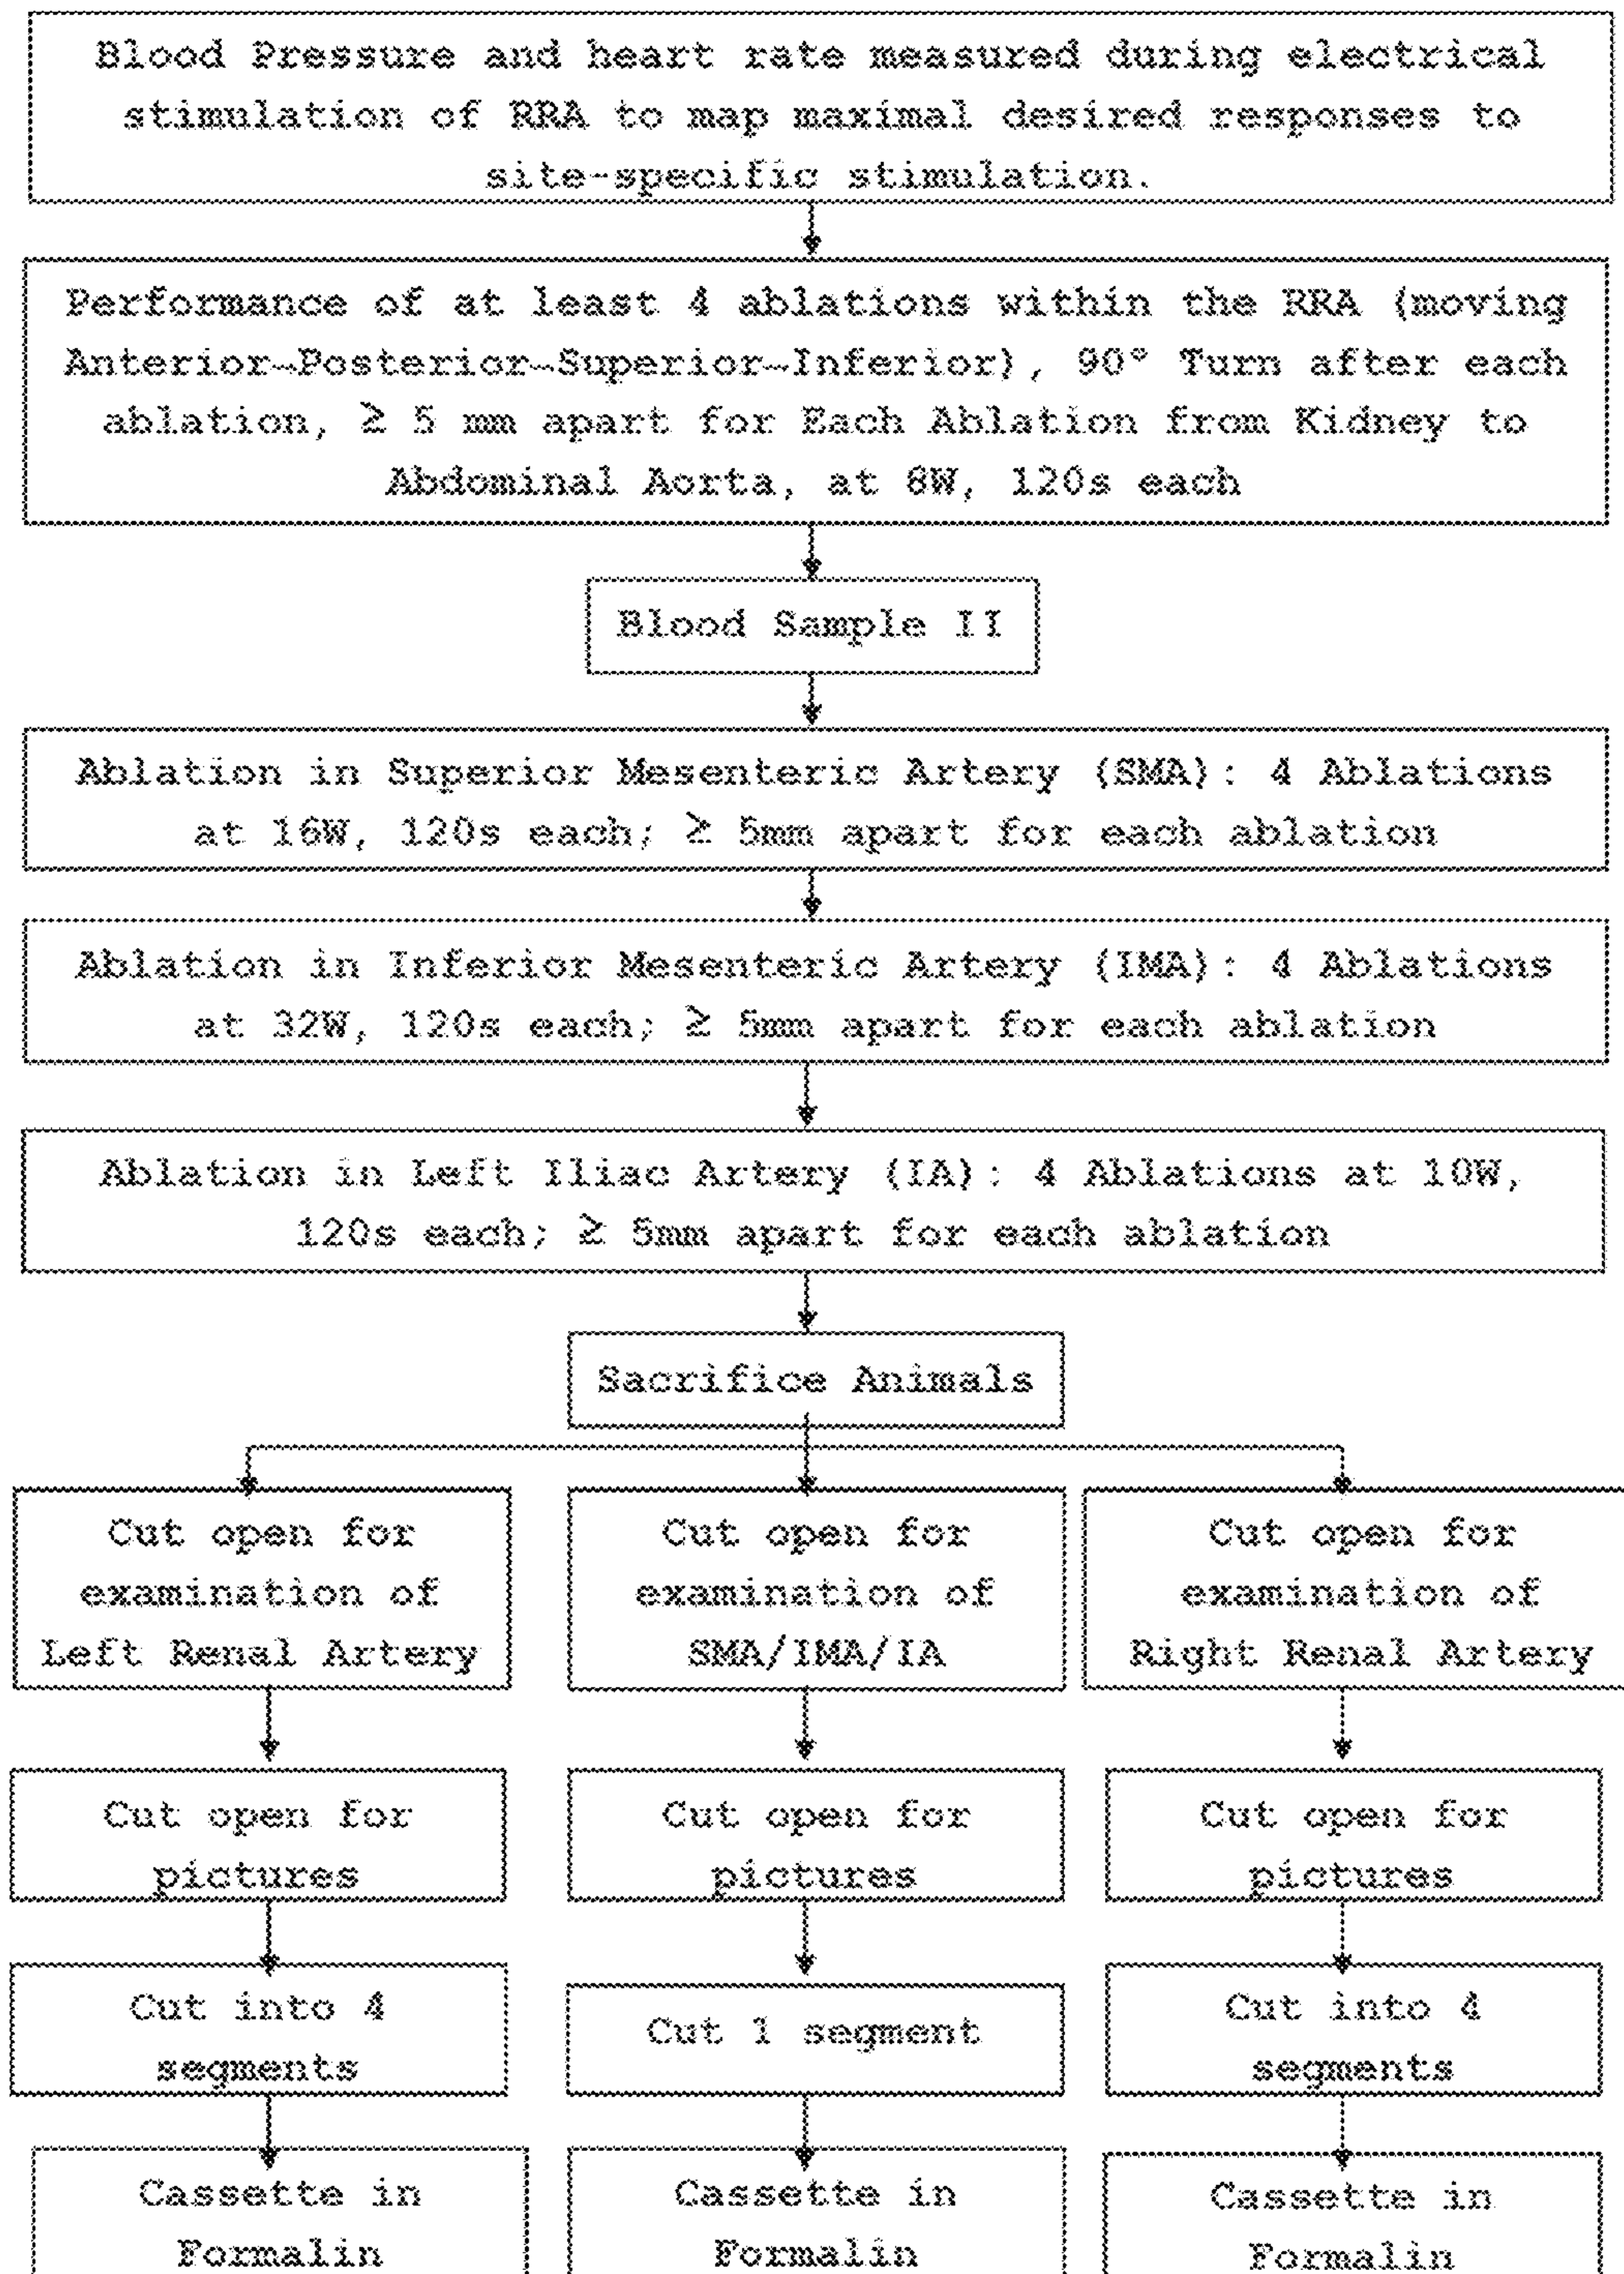 Blood Pressure and heart rate measured during electrical
stimulation of RRA to map maximal desired responses to
site-specific stimulation.
Performance of at least 4 ablations within the RRA (moving
Anterior~Posterior~Superior~Inferior), 90° Turn after each
ablation, ≥ 5 mm apart for Each Ablation from Kidney to
Abdominal Aorta, at 8W, 120s each
Blood Sample II
Ablation in Superior Mesenteric Artery (SMA): 4 Ablations
at 16W, 120s each; ≥ 5mm apart for each ablation
Ablation in Inferior Mesenteric Artery (IMA): 4 Ablations
at 32W, 120s each; ≥ 5mm apart for each ablation
Ablation in Left Iliac Artery (IA): 4 Ablations at 10W,
120s each; ≥ 5mm apart for each ablation
Sacrifice Animals
Cut open for
examination of
Left Renal Artery
Cut open for
examination of
SMA/IMA/IA
Cut open for
examination of
Right Renal Artery
Cut open for
pictures
Cut open for
pictures
Cut open for
pictures
Cut into 4
segments
Cut 1 segment
Cut into 4
segments
Cassette in
Formalin
Cassette in
Formalin
Cassette in
Formalin